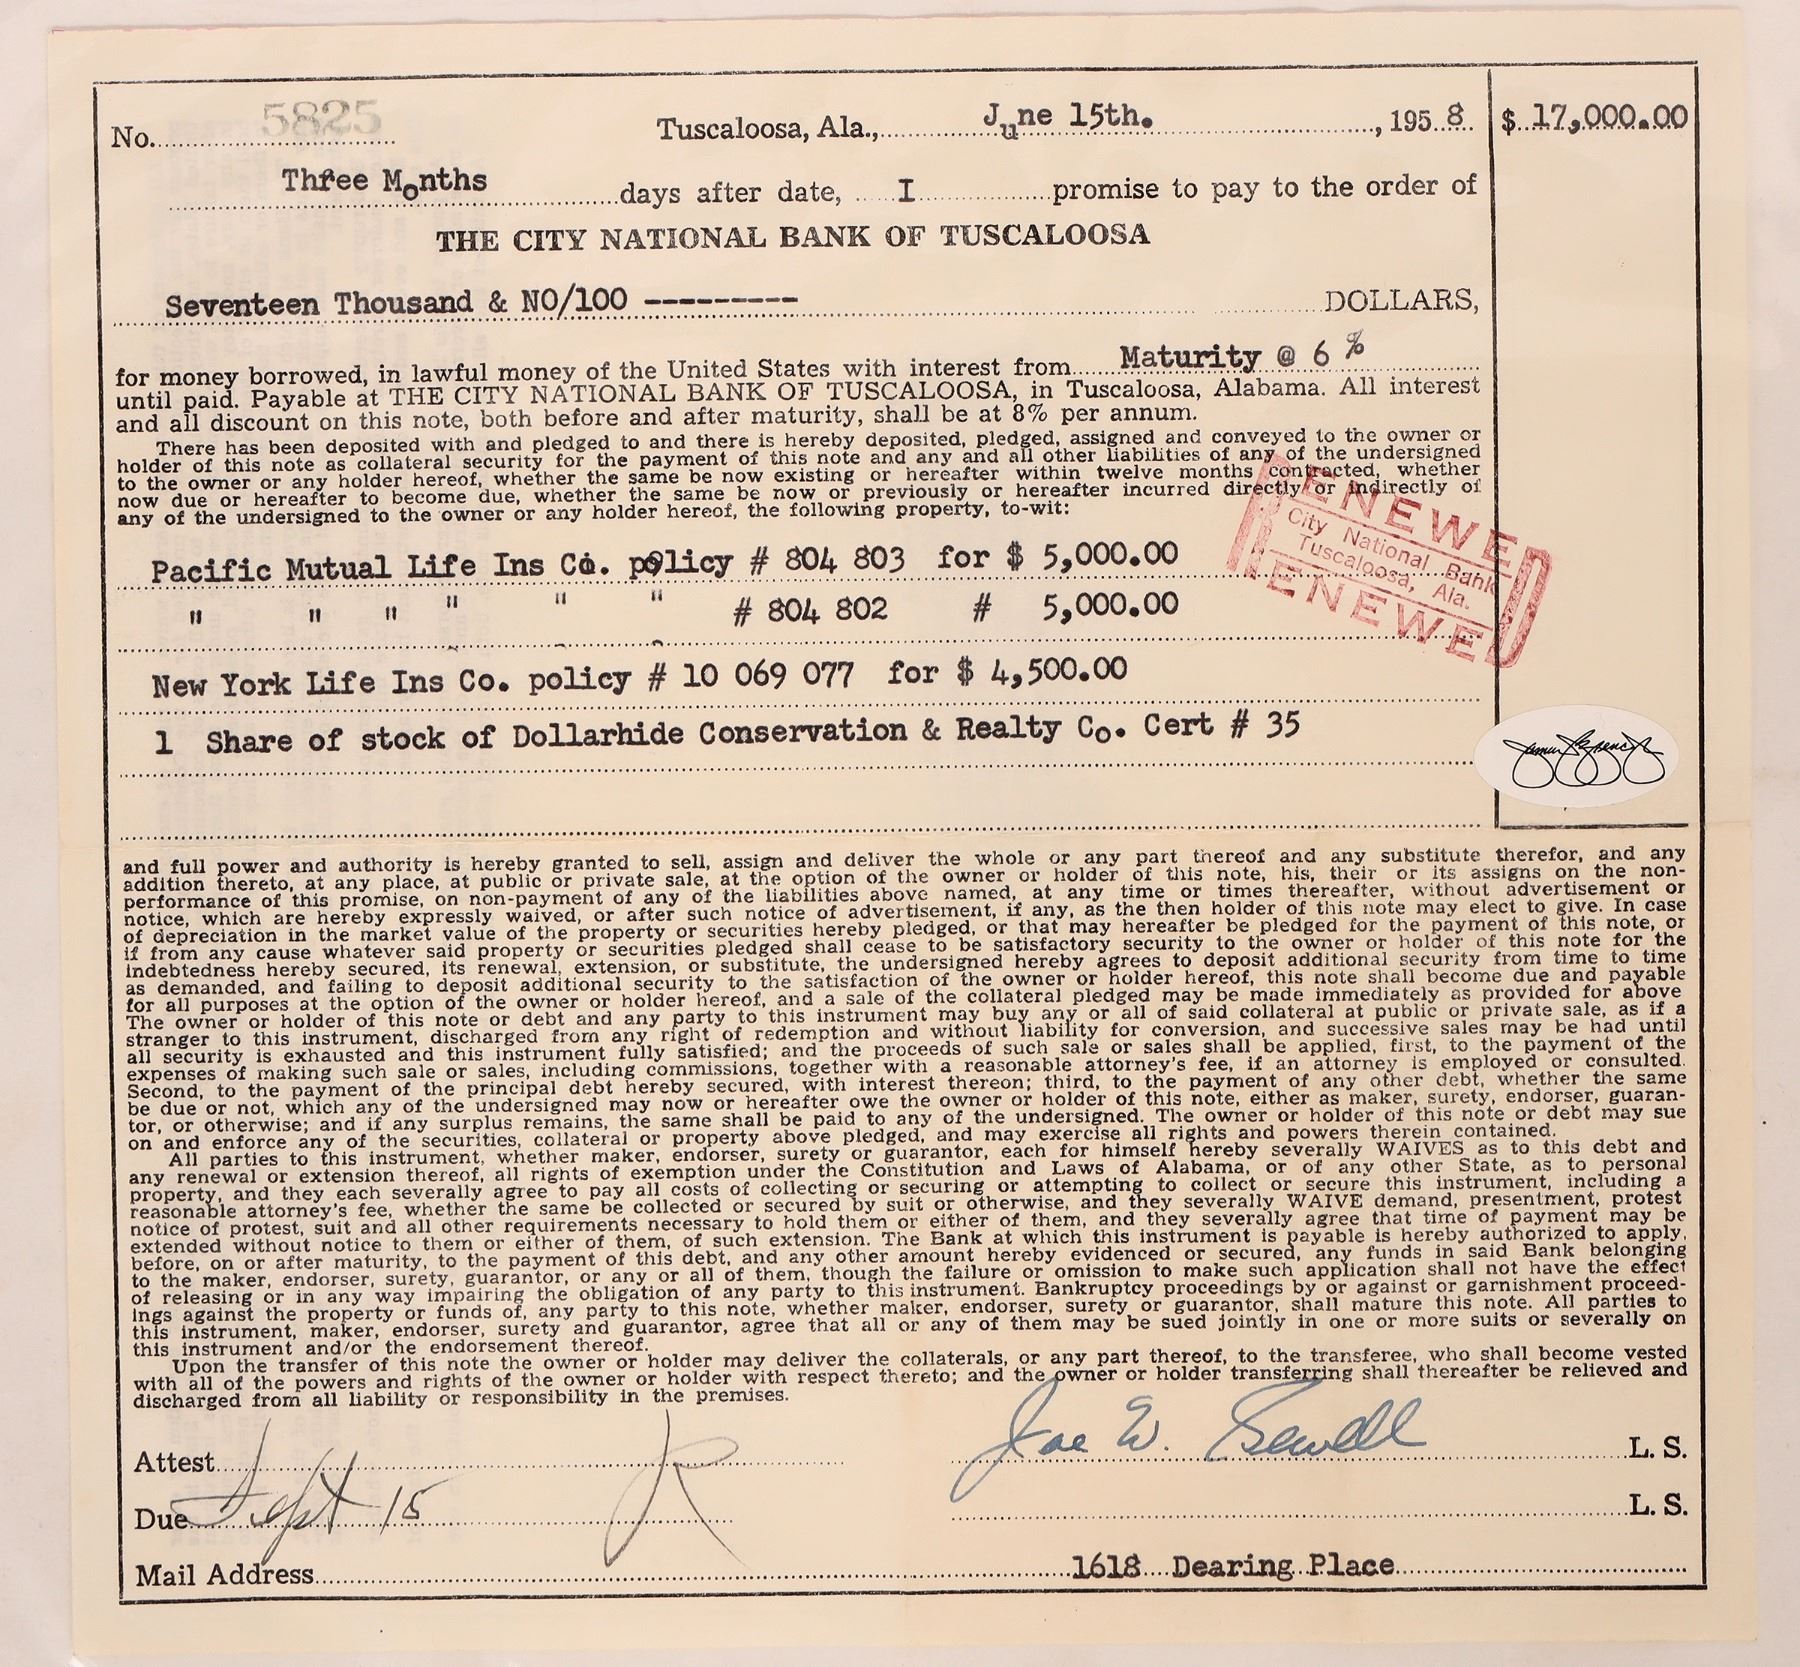 No. 5825 Tuscaloosa, Ala., June 15th. , 195 8 $ 17,000.00
Three Months days after date, I promise to pay to the order of
THE CITY NATIONAL BANK OF TUSCALOOSA
Seventeen Thousand & NO/100 --------- DOLLARS,
for money borrowed, in lawful money of the United States with interest from Maturity @ 6 %
until paid. Payable at THE CITY NATIONAL BANK OF TUSCALOOSA, in Tuscaloosa, Alabama. All interest
and all discount on this note, both before and after maturity, shall be at 8% per annum.
There has been deposited with and pledged to and there is hereby deposited, pledged, assigned and conveyed to the owner or
holder of this note as collateral security for the payment of this note and any and all other liabilities of any of the undersigned
to the owner or any holder hereof, whether the same be now existing or hereafter within twelve months contracted, whether
now due or hereafter to become due, whether the same be now or previously or hereafter incurred directly or indirectly of
any of the undersigned to the owner or any holder hereof, the following property, to-wit:
ENEWE
City National Bank
Tuscaloosa, Ala.
ENEWE
Pacific Mutual Life Ins Co. policy # 804 803 for $ 5,000.00
" " " " " " # 804 802 # 5,000.00
New York Life Ins Co. policy # 10 069 077 for $ 4,500.00
1 Share of stock of Dollarhide Conservation & Realty Co. Cert # 35
and full power and authority is hereby granted to sell, assign and deliver the whole or any part thereof and any substitute therefor, and any
addition thereto, at any place, at public or private sale, at the option of the owner or holder of this note, his, their or its assigns on the non-
performance of this promise, on non-payment of any of the liabilities above named, at any time or times thereafter, without advertisement or
notice, which are hereby expressly waived, or after such notice of advertisement, if any, as the then holder of this note may elect to give. In case
of depreciation in the market value of the property or securities hereby pledged, or that may hereafter be pledged for the payment of this note, or
if from any cause whatever said property or securities pledged shall cease to be satisfactory security to the owner or holder of this note for the
indebtedness hereby secured, its renewal, extension, or substitute, the undersigned hereby agrees to deposit additional security from time to time
as demanded, and failing to deposit additional security to the satisfaction of the owner or holder hereof, this note shall become due and payable
for all purposes at the option of the owner or holder hereof, and a sale of the collateral pledged may be made immediately as provided for above
The owner or holder of this note or debt and any party to this instrument may buy any or all of said collateral at public or private sale, as if a
stranger to this instrument, discharged from any right of redemption and without liability for conversion, and successive sales may be had until
all security is exhausted and this instrument fully satisfied; and the proceeds of such sale or sales shall be applied, first, to the payment of the
expenses of making such sale or sales, including commissions, together with a reasonable attorney's fee, if an attorney is employed or consulted.
Second, to the payment of the principal debt hereby secured, with interest thereon; third, to the payment of any other debt, whether the same
be due or not, which any of the undersigned may now or hereafter owe the owner or holder of this note, either as maker, surety, endorser, guaran-
tor, or otherwise; and if any surplus remains, the same shall be paid to any of the undersigned. The owner or holder of this note or debt may sue
on and enforce any of the securities, collateral or property above pledged, and may exercise all rights and powers therein contained.
All parties to this instrument, whether maker, endorser, surety or guarantor, each for himself hereby severally WAIVES as to this debt and
any renewal or extension thereof, all rights of exemption under the Constitution and Laws of Alabama, or of any other State, as to personal
property, and they each severally agree to pay all costs of collecting or securing or attempting to collect or secure this instrument, including a
reasonable attorney's fee, whether the same be collected or secured by suit or otherwise, and they severally WAIVE demand, presentment, protest
notice of protest, suit and all other requirements necessary to hold them or either of them, and they severally agree that time of payment may be
extended without notice to them or either of them, of such extension. The Bank at which this instrument is payable is hereby authorized to apply,
before, on or after maturity, to the payment of this debt, and any other amount hereby evidenced or secured, any funds in said Bank belonging
to the maker, endorser, surety, guarantor, or any or all of them, though the failure or omission to make such application shall not have the effect
of releasing or in any way impairing the obligation of any party to this instrument. Bankruptcy proceedings by or against or garnishment proceed-
ings against the property or funds of, any party to this note, whether maker, endorser, surety or guarantor, shall mature this note. All parties to
this instrument, maker, endorser, surety and guarantor, agree that all or any of them may be sued jointly in one or more suits or severally on
this instrument and/or the endorsement thereof.
Upon the transfer of this note the owner or holder may deliver the collaterals, or any part thereof, to the transferee, who shall become vested
with all of the powers and rights of the owner or holder with respect thereto; and the owner or holder transferring shall thereafter be relieved and
discharged from all liability or responsibility in the premises.
Attest Joe W. Sewell L. S.
Due Sept 15 R L. S.
Mail Address 1618 Dearing Place